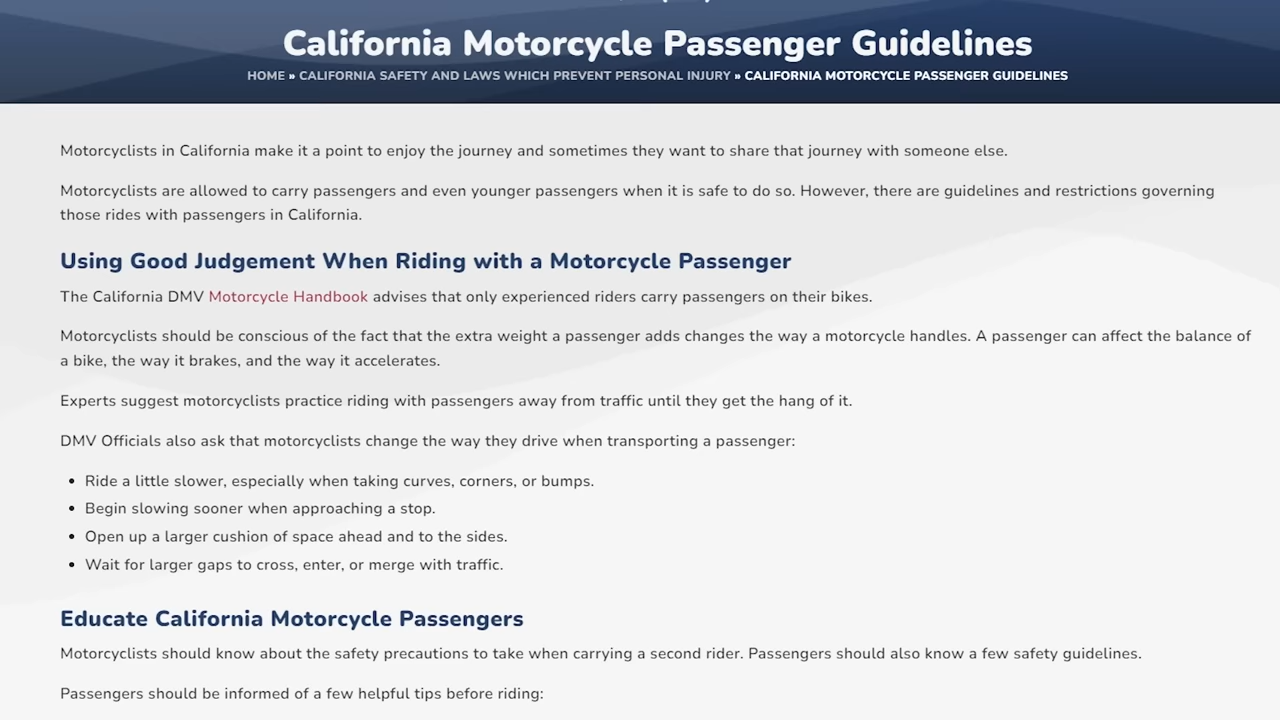 California Motorcycle Passenger Guidelines
HOME » CALIFORNIA SAFETY AND LAWS WHICH PREVENT PERSONAL INJURY » CALIFORNIA MOTORCYCLE PASSENGER GUIDELINES
Motorcyclists in California make it a point to enjoy the journey and sometimes they want to share that journey with someone else.
Motorcyclists are allowed to carry passengers and even younger passengers when it is safe to do so. However, there are guidelines and restrictions governing
those rides with passengers in California.
Using Good Judgement When Riding with a Motorcycle Passenger
The California DMV Motorcycle Handbook advises that only experienced riders carry passengers on their bikes.
Motorcyclists should be conscious of the fact that the extra weight a passenger adds changes the way a motorcycle handles. A passenger can affect the balance of
a bike, the way it brakes, and the way it accelerates.
Experts suggest motorcyclists practice riding with passengers away from traffic until they get the hang of it.
DMV Officials also ask that motorcyclists change the way they drive when transporting a passenger:
• Ride a little slower, especially when taking curves, corners, or bumps.
• Begin slowing sooner when approaching a stop.
• Open up a larger cushion of space ahead and to the sides.
• Wait for larger gaps to cross, enter, or merge with traffic.
Educate California Motorcycle Passengers
Motorcyclists should know about the safety precautions to take when carrying a second rider. Passengers should also know a few safety guidelines.
Passengers should be informed of a few helpful tips before riding: